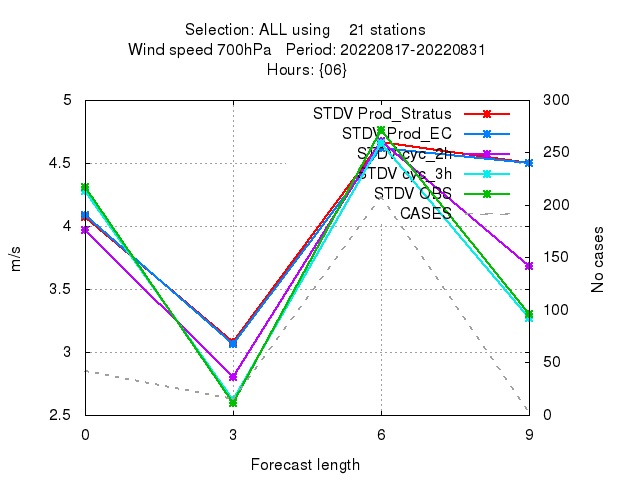 Selection: ALL using 21 stations
Wind speed 700hPa Period: 20220817-20220831
Hours: {06}
5
4.5
4
3.5
3
2.5
300
250
200
150
100
50
0
STDV Prod_Stratus
STDV Prod_EC
STDV cyc_2h
STDV cyc_3h
STDV OBS
CASES
m/s
No cases
0 3 6 9
Forecast length